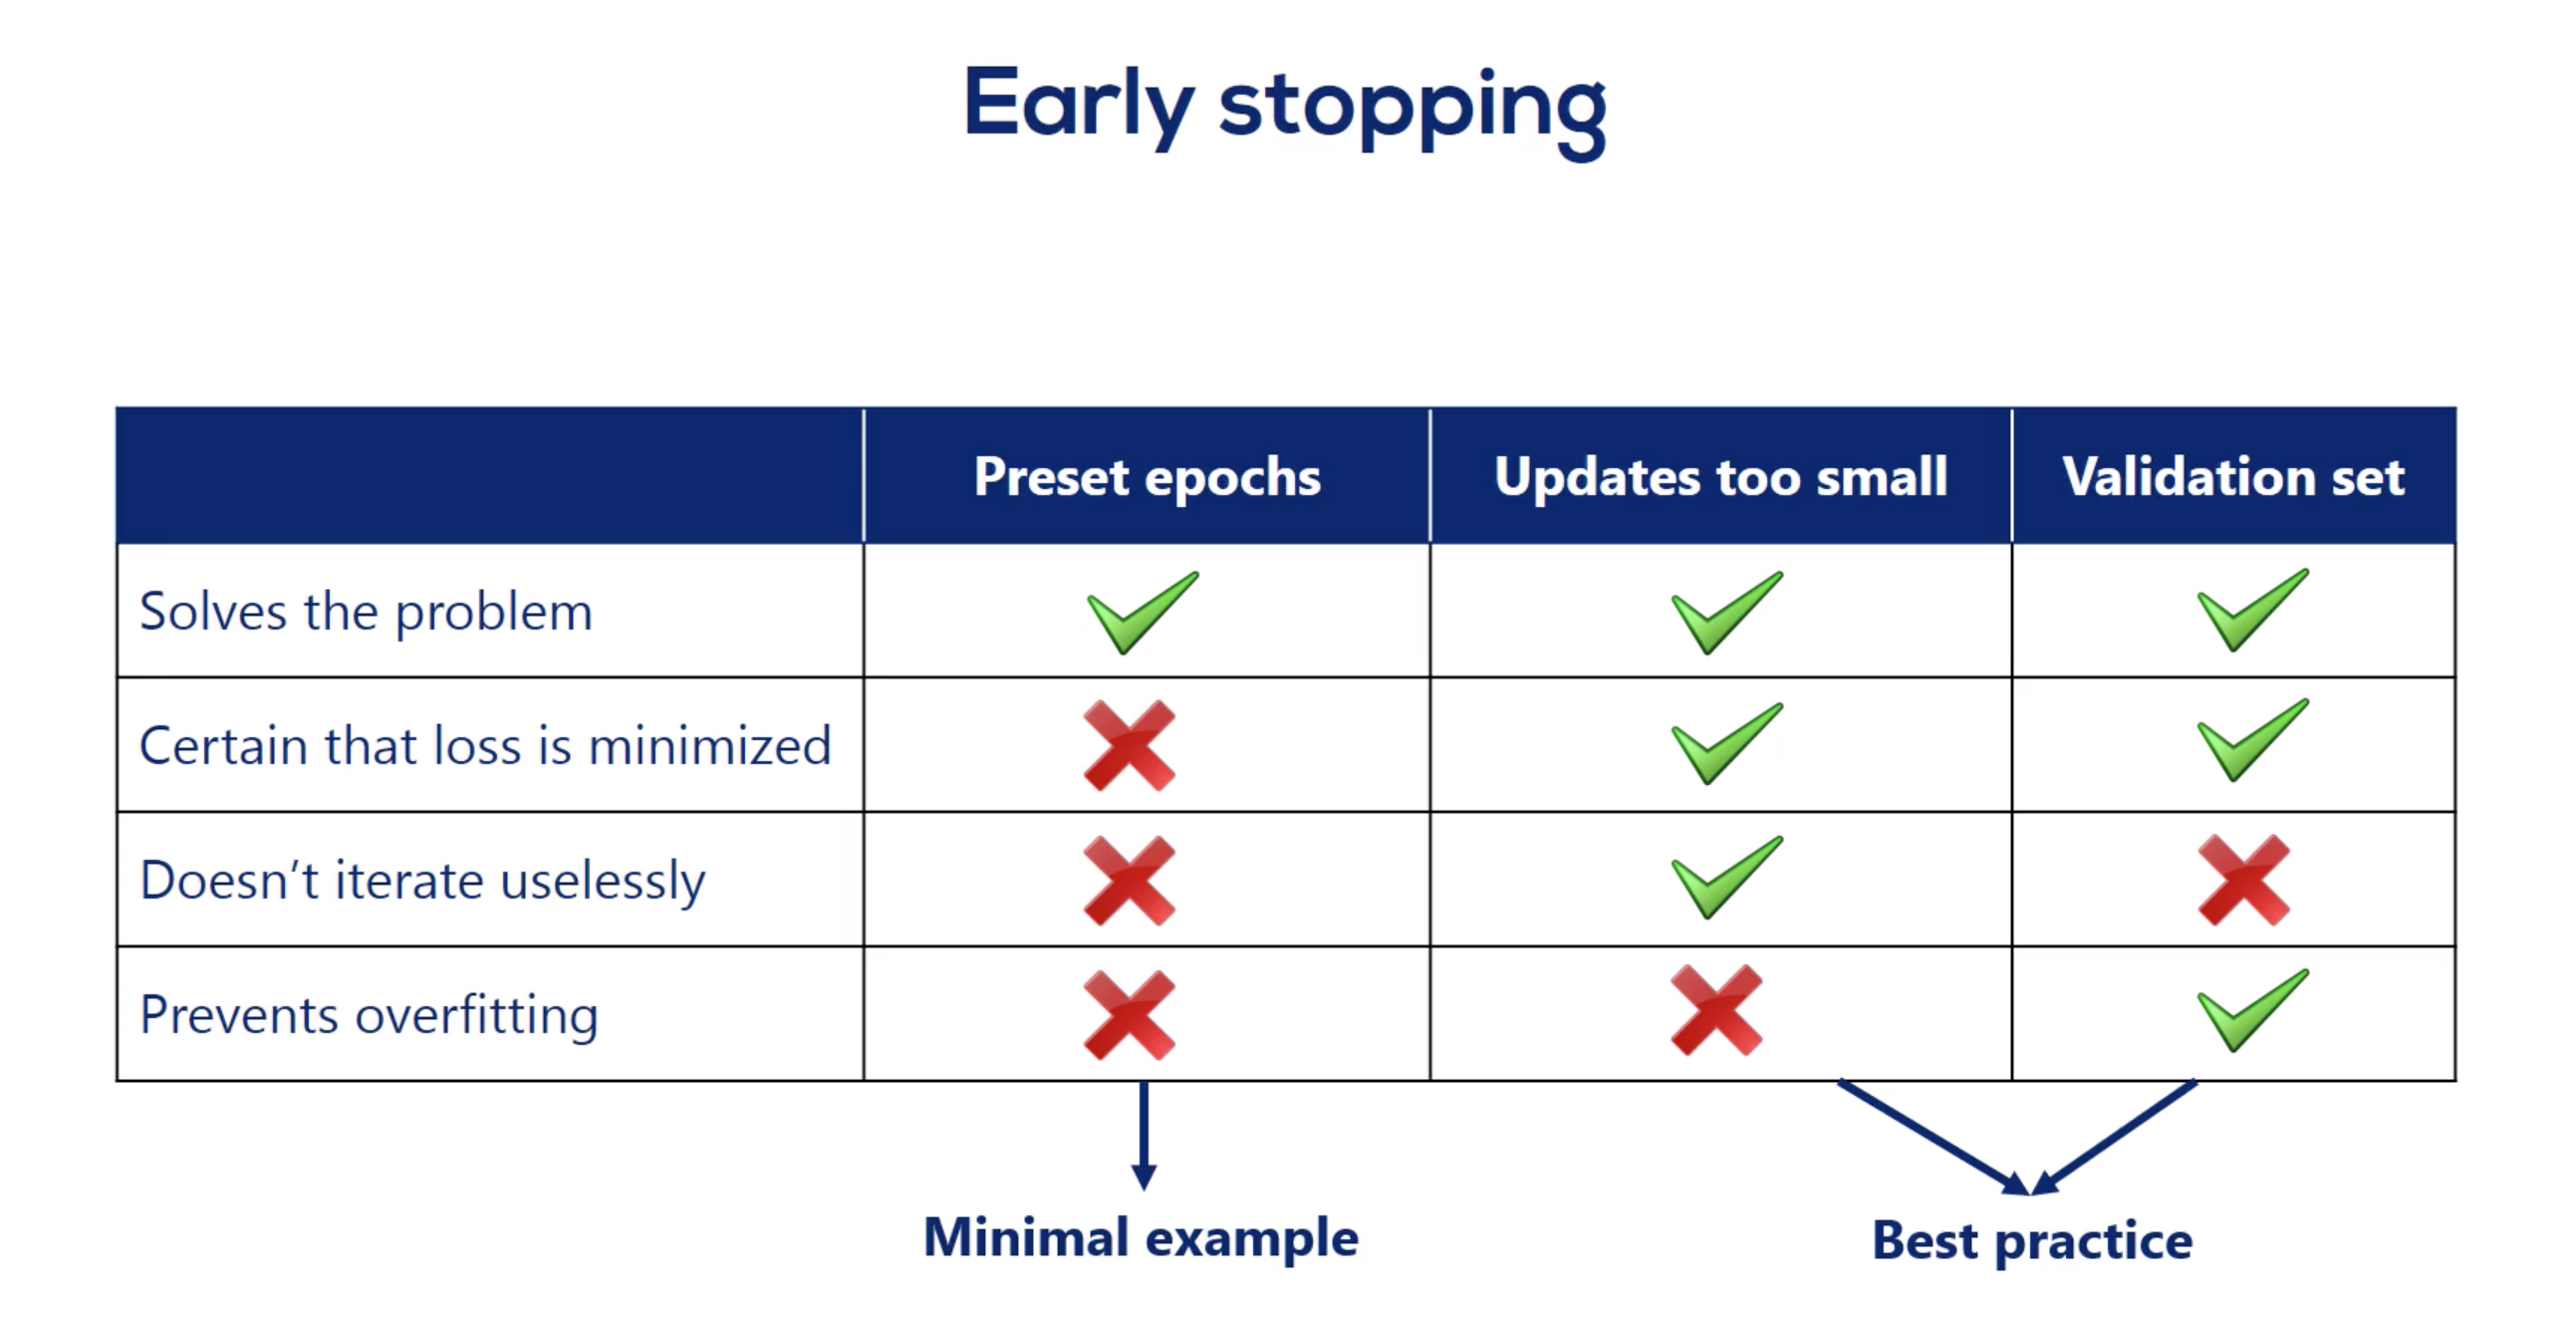 Early stopping
Preset epochs Updates too small Validation set
Solves the problem
Certain that loss is minimized
Doesn’t iterate uselessly
Prevents overfitting
Minimal example
Best practice